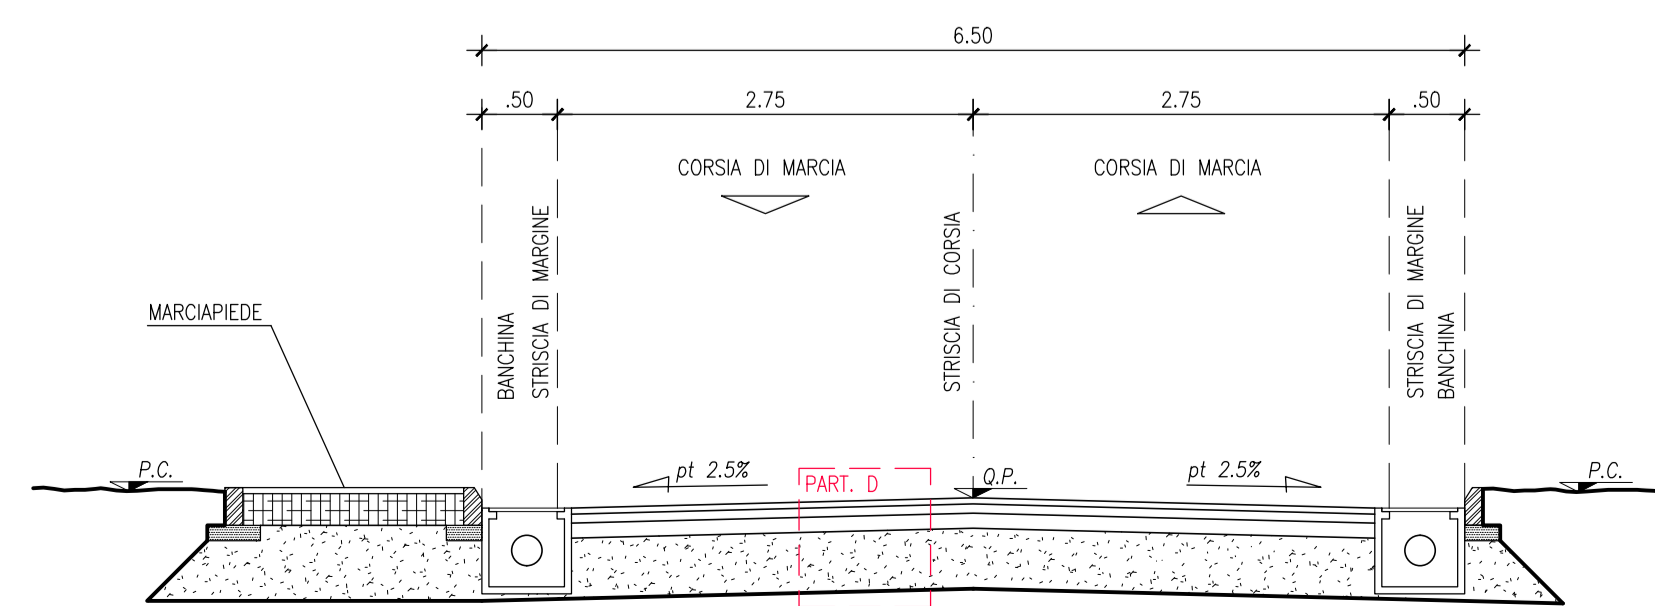 6.50
.50
2.75
2.75
.50
CORSIA DI MARCIA
CORSIA DI MARCIA
BANCHINA
STRISCIA DI MARGINE
STRISCIA DI CORSIA
STRISCIA DI MARGINE
BANCHINA
MARCIAPIEDE
P.C.
pt 2.5%
PART. D
Q.P.
pt 2.5%
P.C.